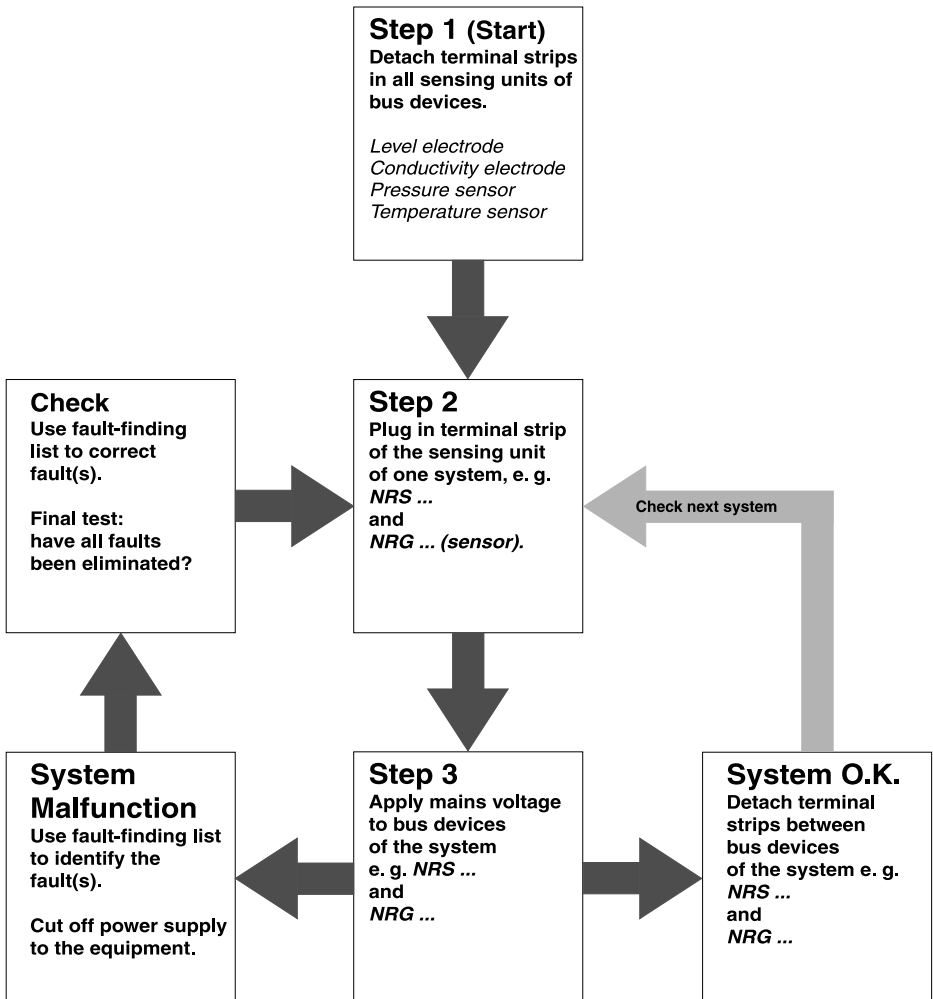 Step 1 (Start)
Detach terminal strips
in all sensing units of
bus devices.
Level electrode
Conductivity electrode
Pressure sensor
Temperature sensor
Check
Use fault-finding
list to correct
fault(s).
Final test:
have all faults
been eliminated?
Step 2
Plug in terminal strip
of the sensing unit
of one system, e. g.
NRS ...
and
NRG ... (sensor).
Check next system
System
Malfunction
Use fault-finding list
to identify the
fault(s).
Cut off power supply
to the equipment.
Step 3
Apply mains voltage
to bus devices
of the system
e. g. NRS ...
and
NRG ...
System O.K.
Detach terminal
strips between
bus devices
of the system e. g.
NRS ...
and
NRG ...